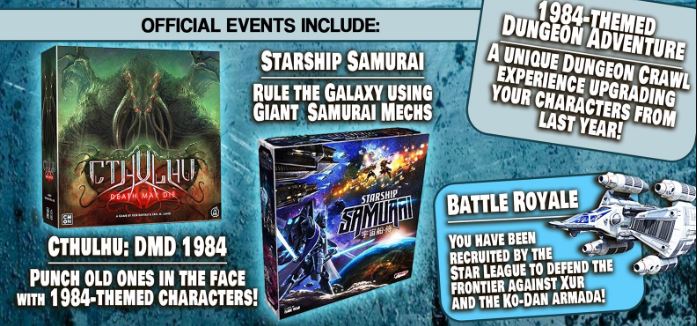 OFFICIAL EVENTS INCLUDE:
CTHULHU
DEATH MAY DIE
CTHULHU: DMD 1984
PUNCH OLD ONES IN THE FACE
WITH 1984-THEMED CHARACTERS!
STARSHIP SAMURAI
RULE THE GALAXY USING
GIANT SAMURAI MECHS
STARSHIP
SAMURAI
1984-THEMED
DUNGEON ADVENTURE
A UNIQUE DUNGEON CRAWL
EXPERIENCE UPGRADING
YOUR CHARACTERS FROM
LAST YEAR!
BATTLE ROYALE
YOU HAVE BEEN
RECRUITED BY THE
STAR LEAGUE TO DEFEND THE
FRONTIER AGAINST XUR
AND THE KO-DAN ARMADA!